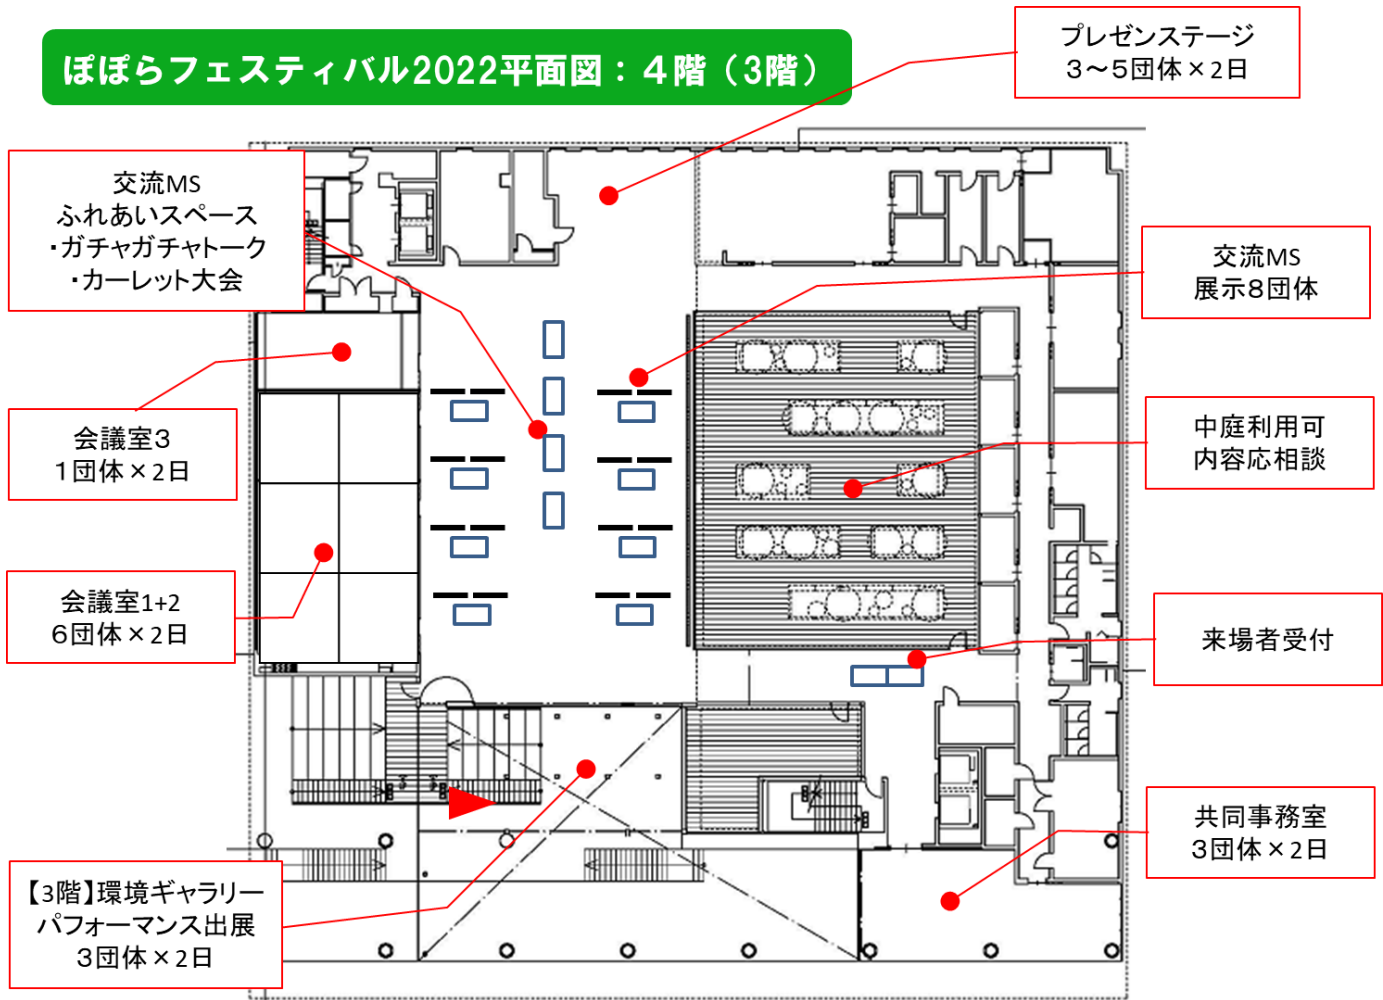 ぽぽらフェスティバル2022平面図：４階（3階）
プレゼンステージ
３～５団体×2日
交流MS
ふれあいスペース
・ガチャガチャトーク
・カーレット大会
交流MS
展示８団体
会議室３
１団体×2日
中庭利用可
内容応相談
会議室1+2
６団体×2日
来場者受付
共同事務室
３団体×2日
【3階】環境ギャラリー
パフォーマンス出展
３団体×2日